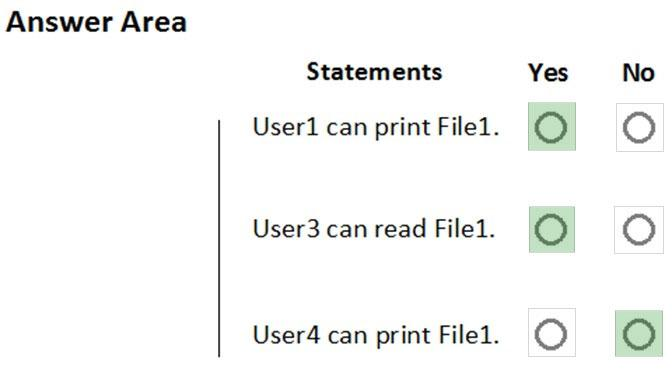 Answer Area
Statements Yes No
User1 can print File1.
User3 can read File1.
User4 can print File1.